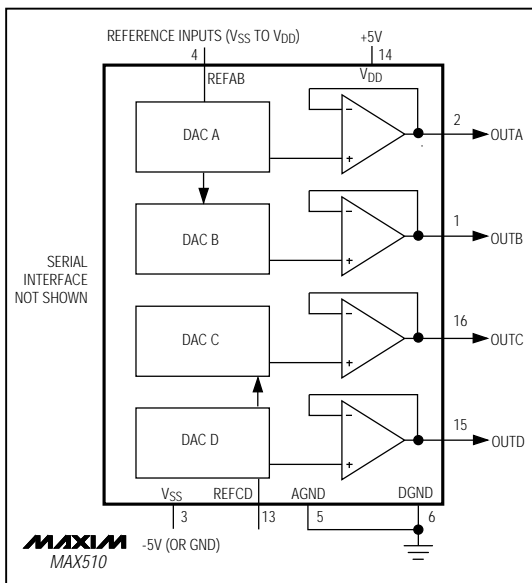 REFERENCE INPUTS (VSS TO VDD)
+5V
4
14
REFAB
VDD
DAC A
-
+
2
OUTA
DAC B
-
+
1
OUTB
SERIAL
INTERFACE
NOT SHOWN
DAC C
-
+
16
OUTC
DAC D
-
+
15
OUTD
VSS
REFCD
AGND
DGND
3
13
5
6
-5V (OR GND)
MAXIM
MAX510